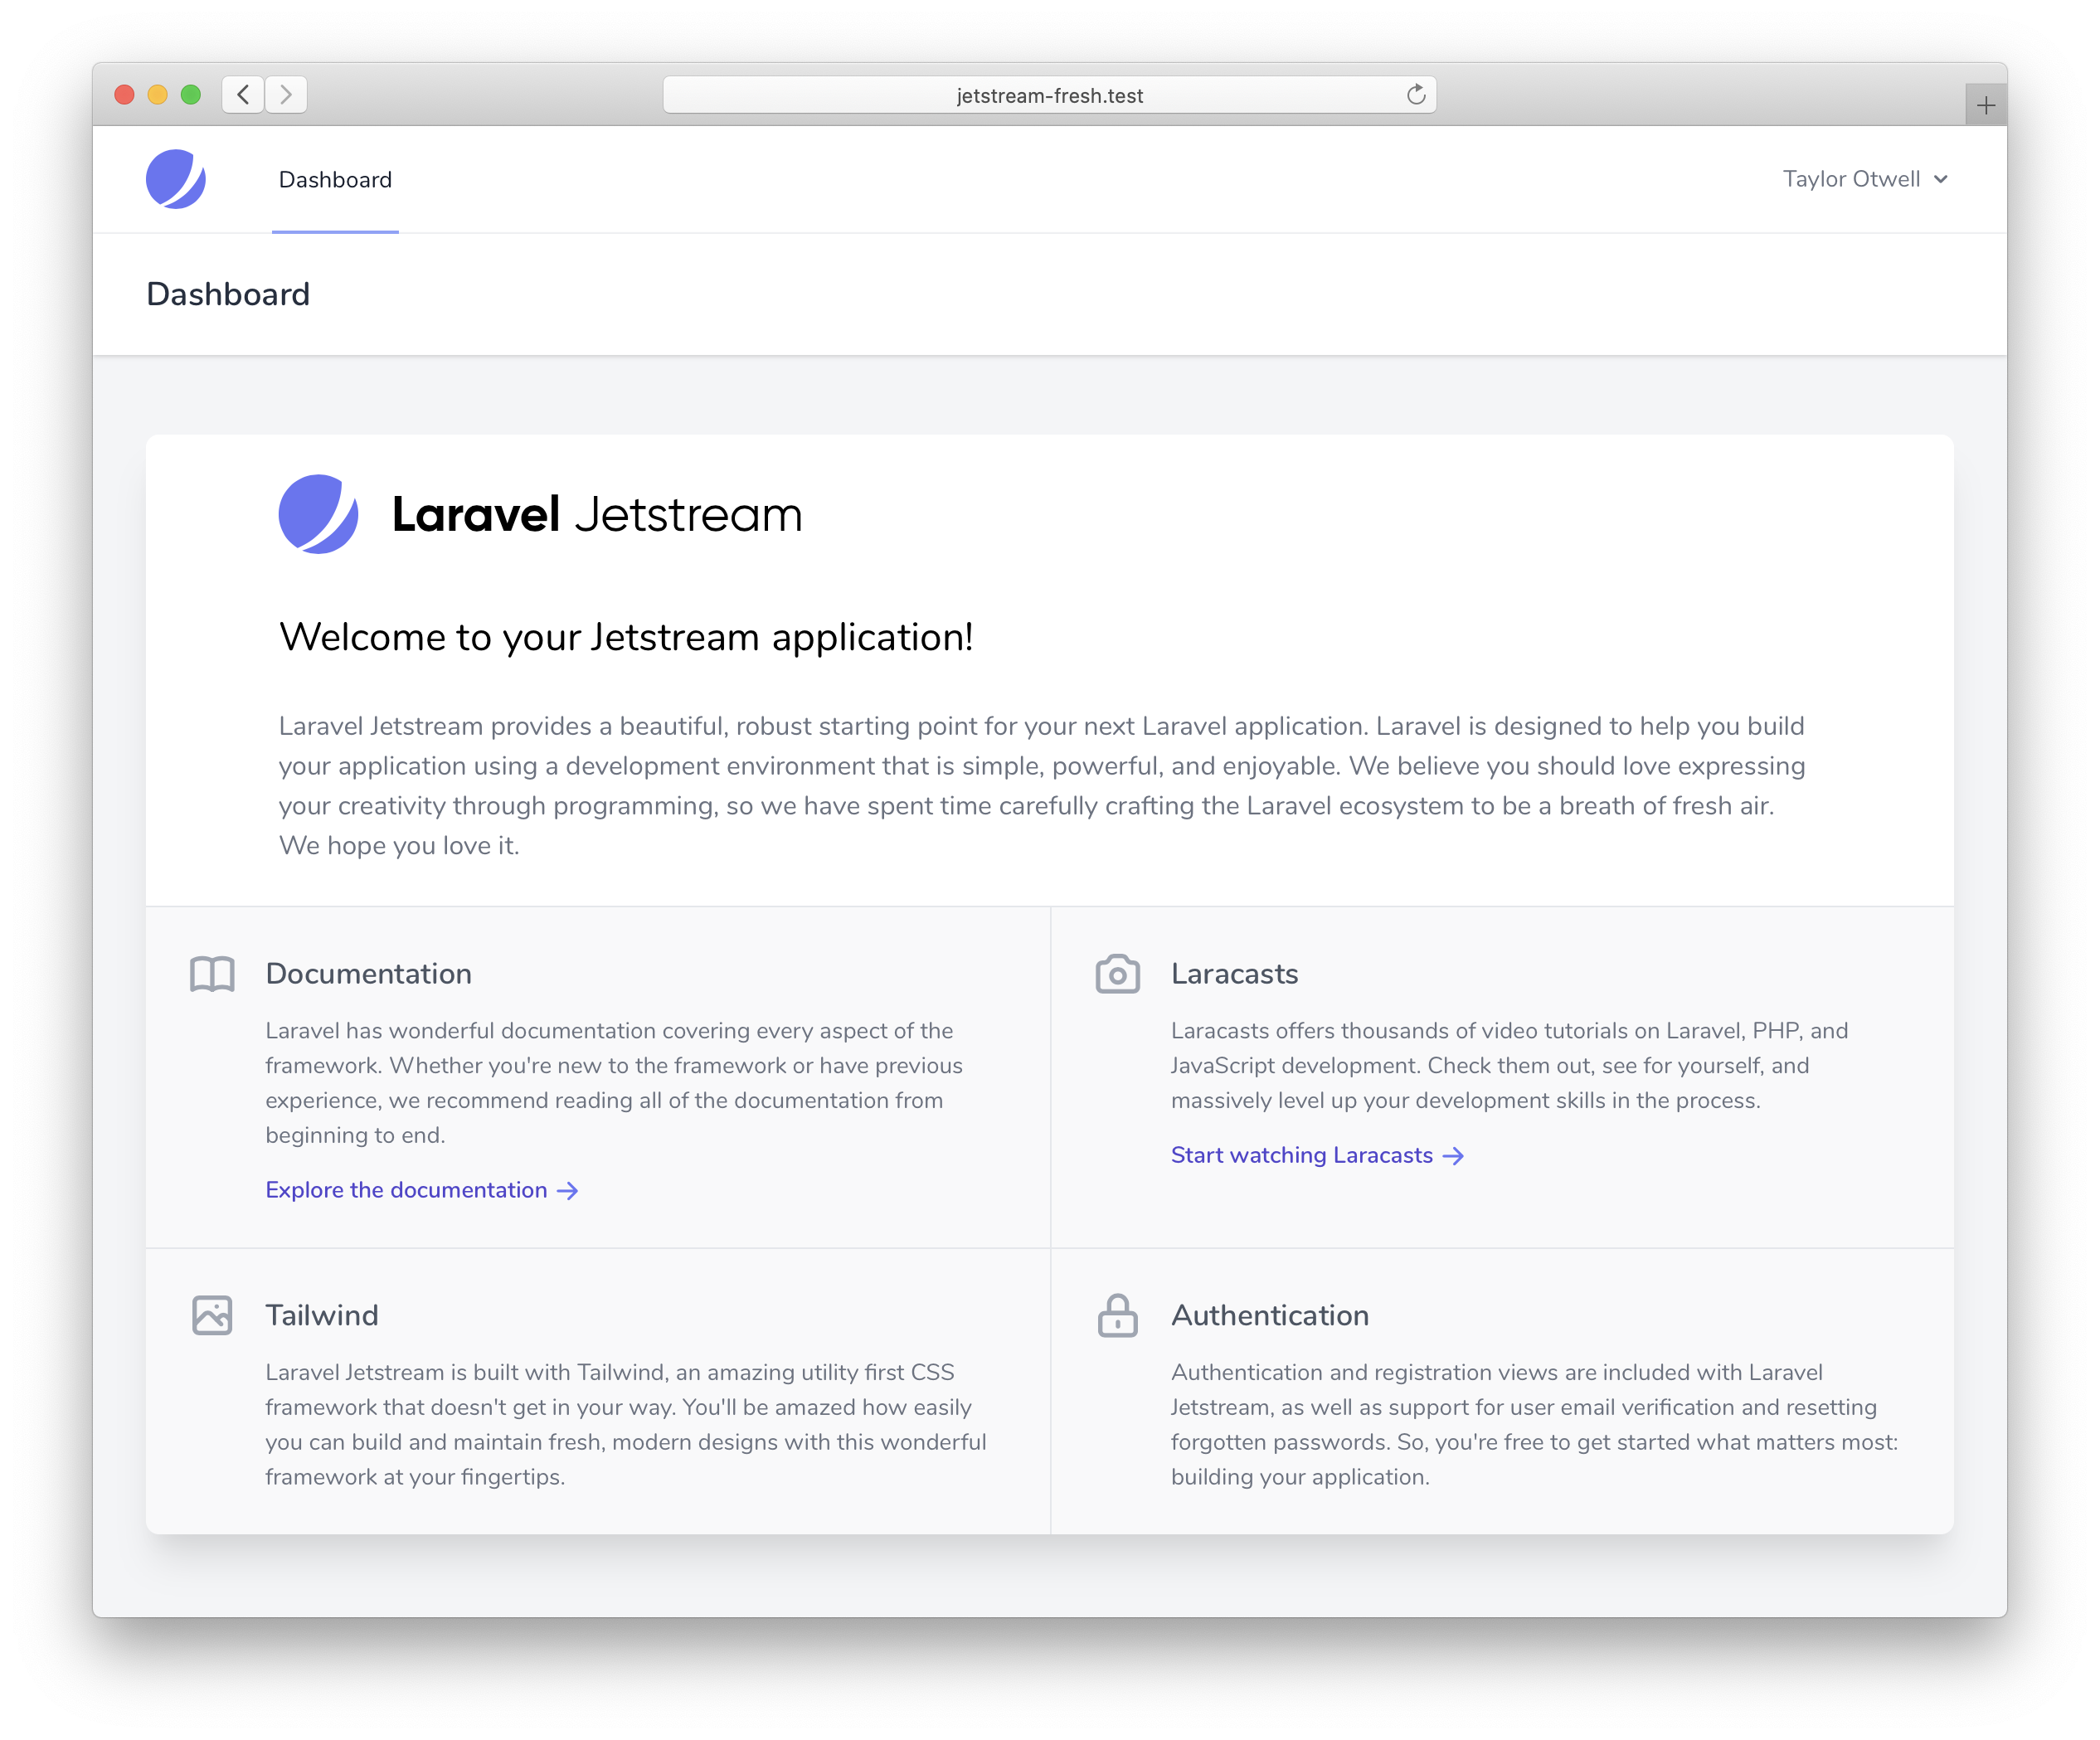 jetstream-fresh.test
Dashboard
Taylor Otwell
Dashboard
Laravel Jetstream
Welcome to your Jetstream application!
Laravel Jetstream provides a beautiful, robust starting point for your next Laravel application. Laravel is designed to help you build
your application using a development environment that is simple, powerful, and enjoyable. We believe you should love expressing
your creativity through programming, so we have spent time carefully crafting the Laravel ecosystem to be a breath of fresh air.
We hope you love it.
Documentation
Laravel has wonderful documentation covering every aspect of the
framework. Whether you're new to the framework or have previous
experience, we recommend reading all of the documentation from
beginning to end.
Explore the documentation
Laracasts
Laracasts offers thousands of video tutorials on Laravel, PHP, and
JavaScript development. Check them out, see for yourself, and
massively level up your development skills in the process.
Start watching Laracasts
Tailwind
Laravel Jetstream is built with Tailwind, an amazing utility first CSS
framework that doesn't get in your way. You'll be amazed how easily
you can build and maintain fresh, modern designs with this wonderful
framework at your fingertips.
Authentication
Authentication and registration views are included with Laravel
Jetstream, as well as support for user email verification and resetting
forgotten passwords. So, you're free to get started what matters most:
building your application.